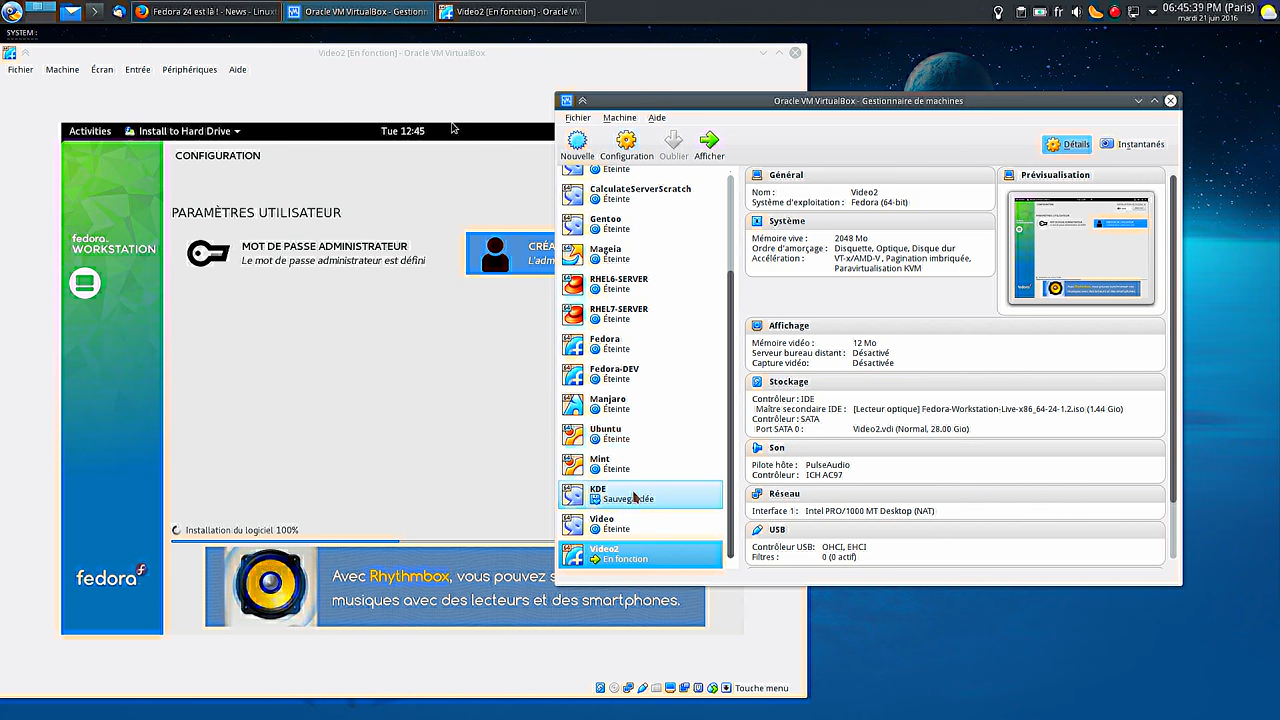 Fedora 24 est là ! - News - Linux
Oracle VM VirtualBox - Gestionn
Video2 [En fonction] - Oracle VM
fr
06:45:39 PM (Paris)
mardi 21 juin 2016
SYSTEM :
Video2 [En fonction] - Oracle VM VirtualBox
Fichier Machine Écran Entrée Périphériques Aide
Activities Install to Hard Drive Tue 12:45
CONFIGURATION
PARAMÈTRES UTILISATEUR
fedora
WORKSTATION
MOT DE PASSE ADMINISTRATEUR
Le mot de passe administrateur est défini
CRÉA
L'adm
Installation du logiciel 100%
fedora
Avec Rhythmbox, vous pouvez s
musiques avec des lecteurs et des smartphones.
Touche menu
Oracle VM VirtualBox - Gestionnaire de machines
Fichier Machine Aide
Nouvelle Configuration Oublier Afficher
Détails Instantanés
Éteinte
CalculateServerScratch
Éteinte
Gentoo
Éteinte
Mageia
Éteinte
RHEL6-SERVER
Éteinte
RHEL7-SERVER
Éteinte
Fedora
Éteinte
Fedora-DEV
Éteinte
Manjaro
Éteinte
Ubuntu
Éteinte
Mint
Éteinte
KDE
Sauvegardée
Video
Éteinte
Video2
En fonction
Général
Nom : Video2
Système d'exploitation : Fedora (64-bit)
Système
Mémoire vive : 2048 Mo
Ordre d'amorçage : Disquette, Optique, Disque dur
Accélération : VT-x/AMD-V, Pagination imbriquée,
Paravirtualisation KVM
Prévisualisation
Affichage
Mémoire vidéo : 12 Mo
Serveur bureau distant : Désactivé
Capture vidéo: Désactivée
Stockage
Contrôleur : IDE
Maître secondaire IDE : [Lecteur optique] Fedora-Workstation-Live-x86_64-24-1.2.iso (1.44 Gio)
Contrôleur : SATA
Port SATA 0 : Video2.vdi (Normal, 28.00 Gio)
Son
Pilote hôte : PulseAudio
Contrôleur : ICH AC97
Réseau
Interface 1 : Intel PRO/1000 MT Desktop (NAT)
USB
Contrôleur USB: OHCI, EHCI
Filtres : 0 (0 actif)